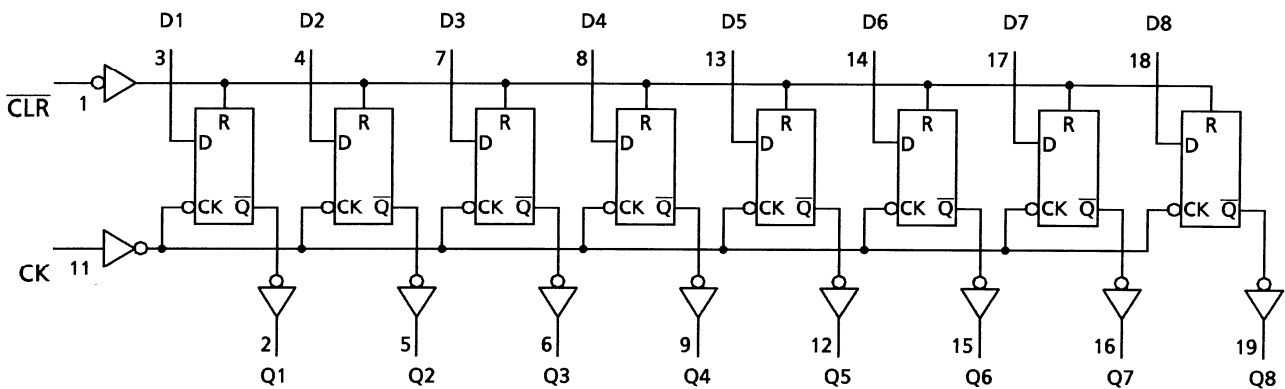 D1 D2 D3 D4 D5 D6 D7 D8
3 4 7 8 13 14 17 18
C̅L̅R̅ 1
R R R R R R R R
D D D D D D D D
CK Q̅ CK Q̅ CK Q̅ CK Q̅ CK Q̅ CK Q̅ CK Q̅ CK Q̅
CK 11
2 5 6 9 12 15 16 19
Q1 Q2 Q3 Q4 Q5 Q6 Q7 Q8